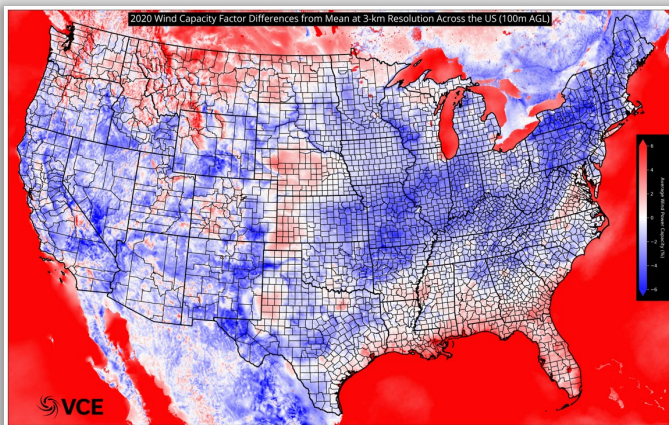 2020 Wind Capacity Factor Differences from Mean at 3-km Resolution Across the US (100m AGL)
6
4
2
0
−2
−4
−6
Average Wind Power Capacity (%)
VCE